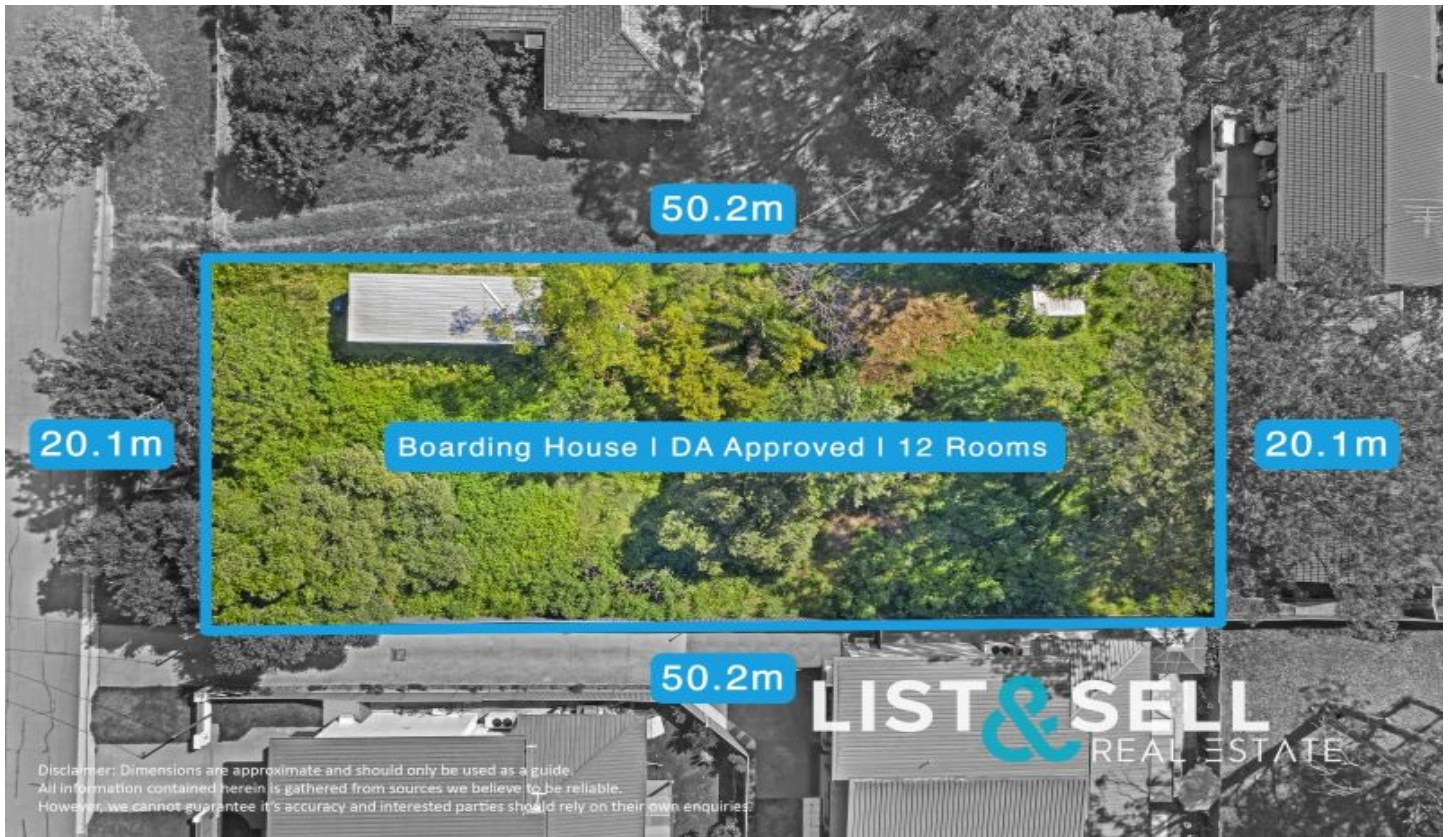 50.2m
20.1m
Boarding House | DA Approved | 12 Rooms
20.1m
50.2m
LIST & SELL
REAL ESTATE
Disclaimer: Dimensions are approximate and should only be used as a guide.
All information contained herein is gathered from sources we believe to be reliable.
However, we cannot guarantee it's accuracy and interested parties should rely on their own enquiries.